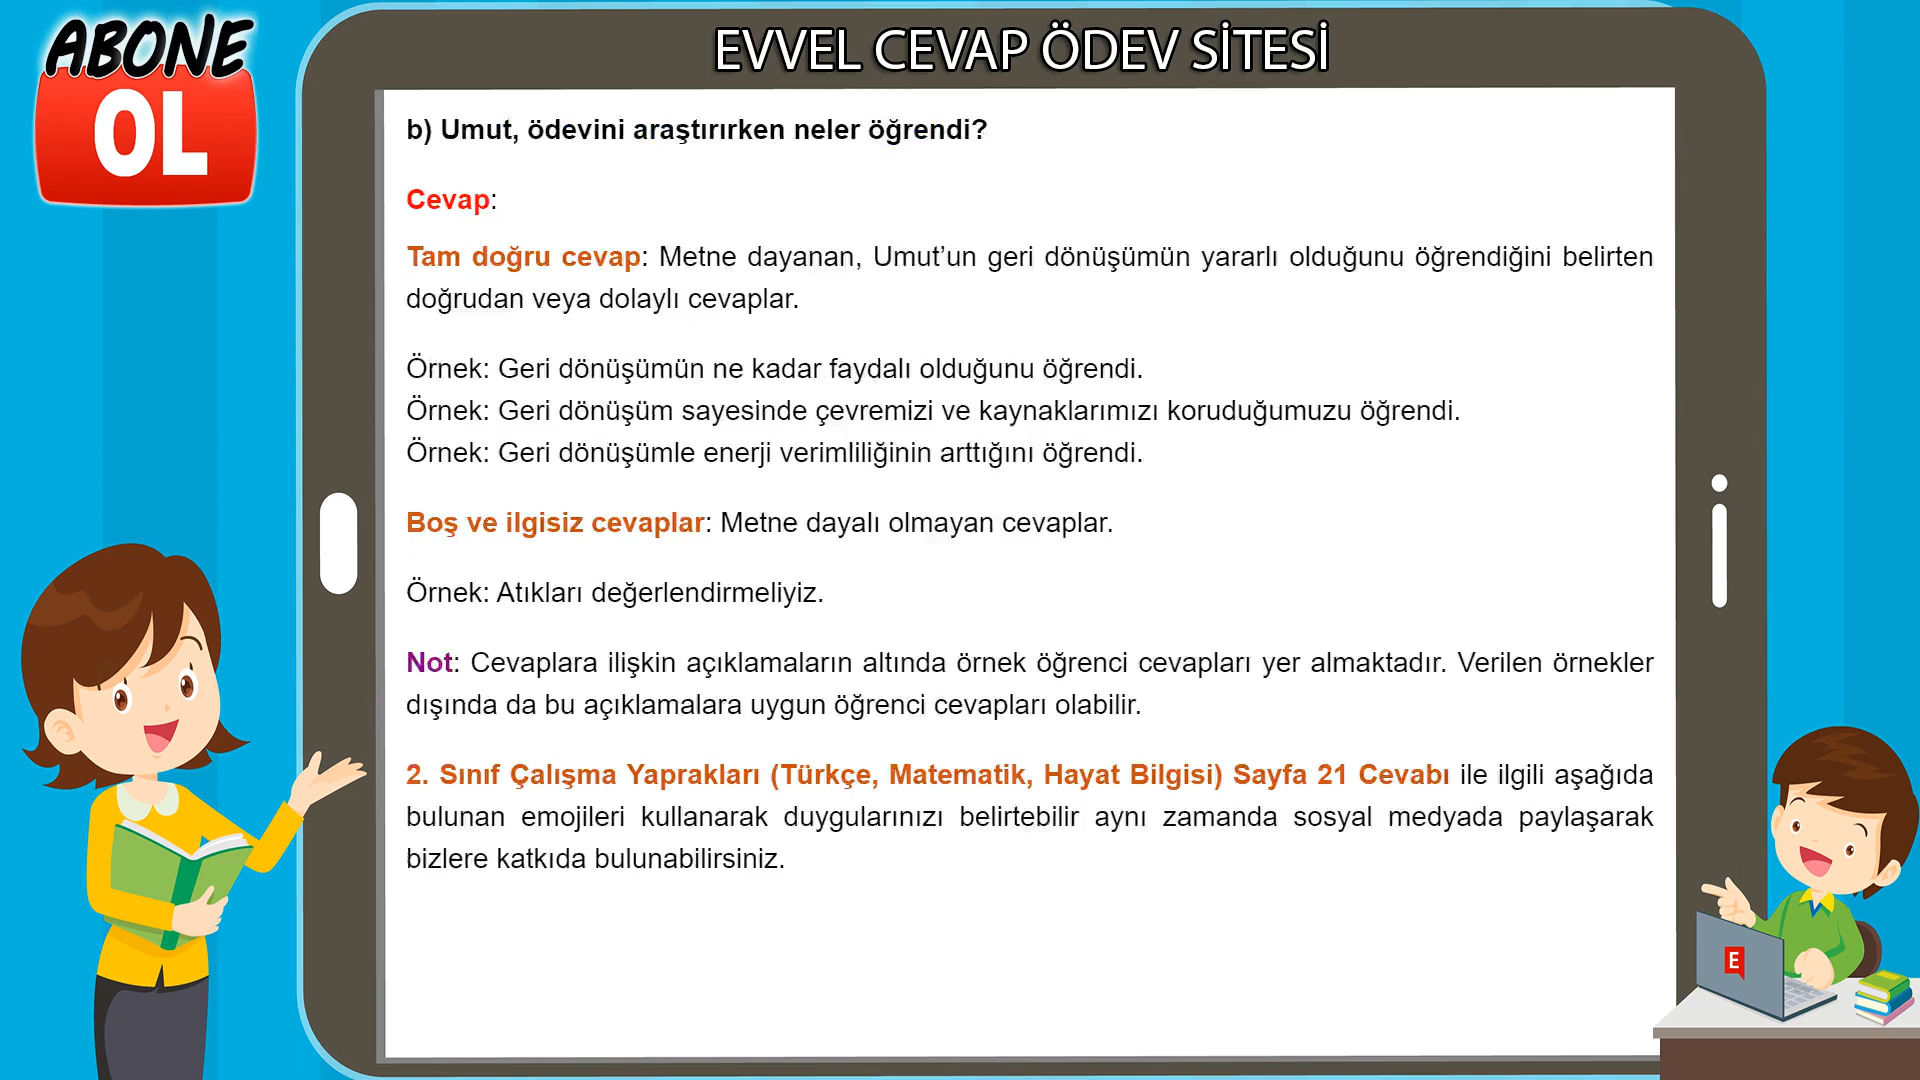 ABONE
OL
EVVEL CEVAP ÖDEV SİTESİ
b) Umut, ödevini araştırırken neler öğrendi?
Cevap:
Tam doğru cevap: Metne dayanan, Umut’un geri dönüşümün yararlı olduğunu öğrendiğini belirten
doğrudan veya dolaylı cevaplar.
Örnek: Geri dönüşümün ne kadar faydalı olduğunu öğrendi.
Örnek: Geri dönüşüm sayesinde çevremizi ve kaynaklarımızı koruduğumuzu öğrendi.
Örnek: Geri dönüşümle enerji verimliliğinin arttığını öğrendi.
Boş ve ilgisiz cevaplar: Metne dayalı olmayan cevaplar.
Örnek: Atıkları değerlendirmeliyiz.
Not: Cevaplara ilişkin açıklamaların altında örnek öğrenci cevapları yer almaktadır. Verilen örnekler
dışında da bu açıklamalara uygun öğrenci cevapları olabilir.
2. Sınıf Çalışma Yaprakları (Türkçe, Matematik, Hayat Bilgisi) Sayfa 21 Cevabı ile ilgili aşağıda
bulunan emojileri kullanarak duygularınızı belirtebilir aynı zamanda sosyal medyada paylaşarak
bizlere katkıda bulunabilirsiniz.
E